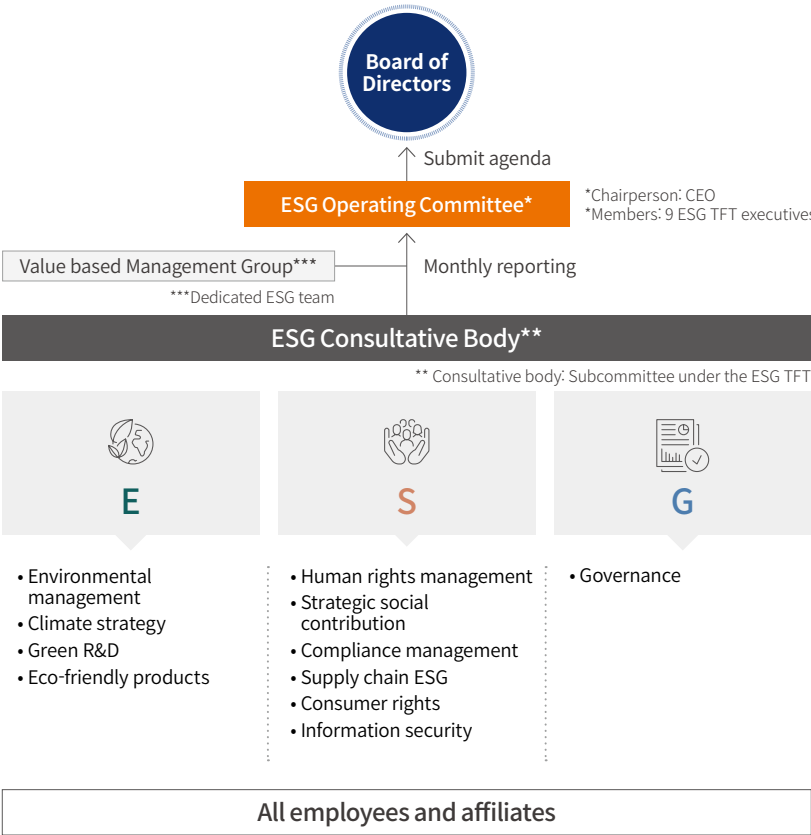 Board of
Directors
Submit agenda
ESG Operating Committee*
*Chairperson: CEO
*Members: 9 ESG TFT executives
Value based Management Group***
Monthly reporting
***Dedicated ESG team
ESG Consultative Body**
** Consultative body: Subcommittee under the ESG TFT
E
• Environmental
management
• Climate strategy
• Green R&D
• Eco-friendly products
S
• Human rights management
• Strategic social
contribution
• Compliance management
• Supply chain ESG
• Consumer rights
• Information security
G
• Governance
All employees and affiliates